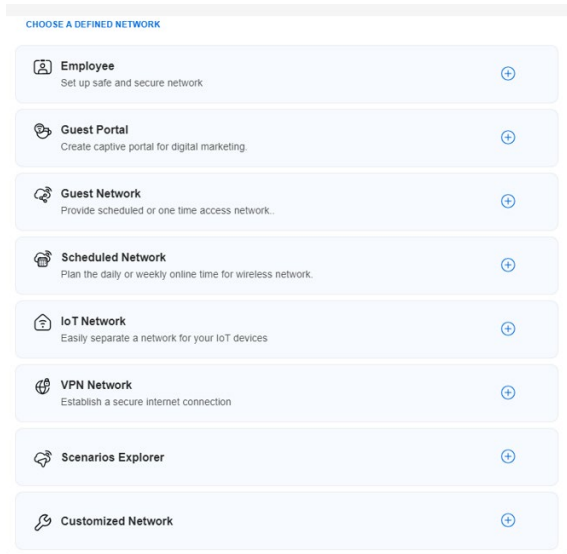 CHOOSE A DEFINED NETWORK
Employee
Set up safe and secure network
Guest Portal
Create captive portal for digital marketing.
Guest Network
Provide scheduled or one time access network..
Scheduled Network
Plan the daily or weekly online time for wireless network.
IoT Network
Easily separate a network for your IoT devices
VPN Network
Establish a secure internet connection
Scenarios Explorer
Customized Network